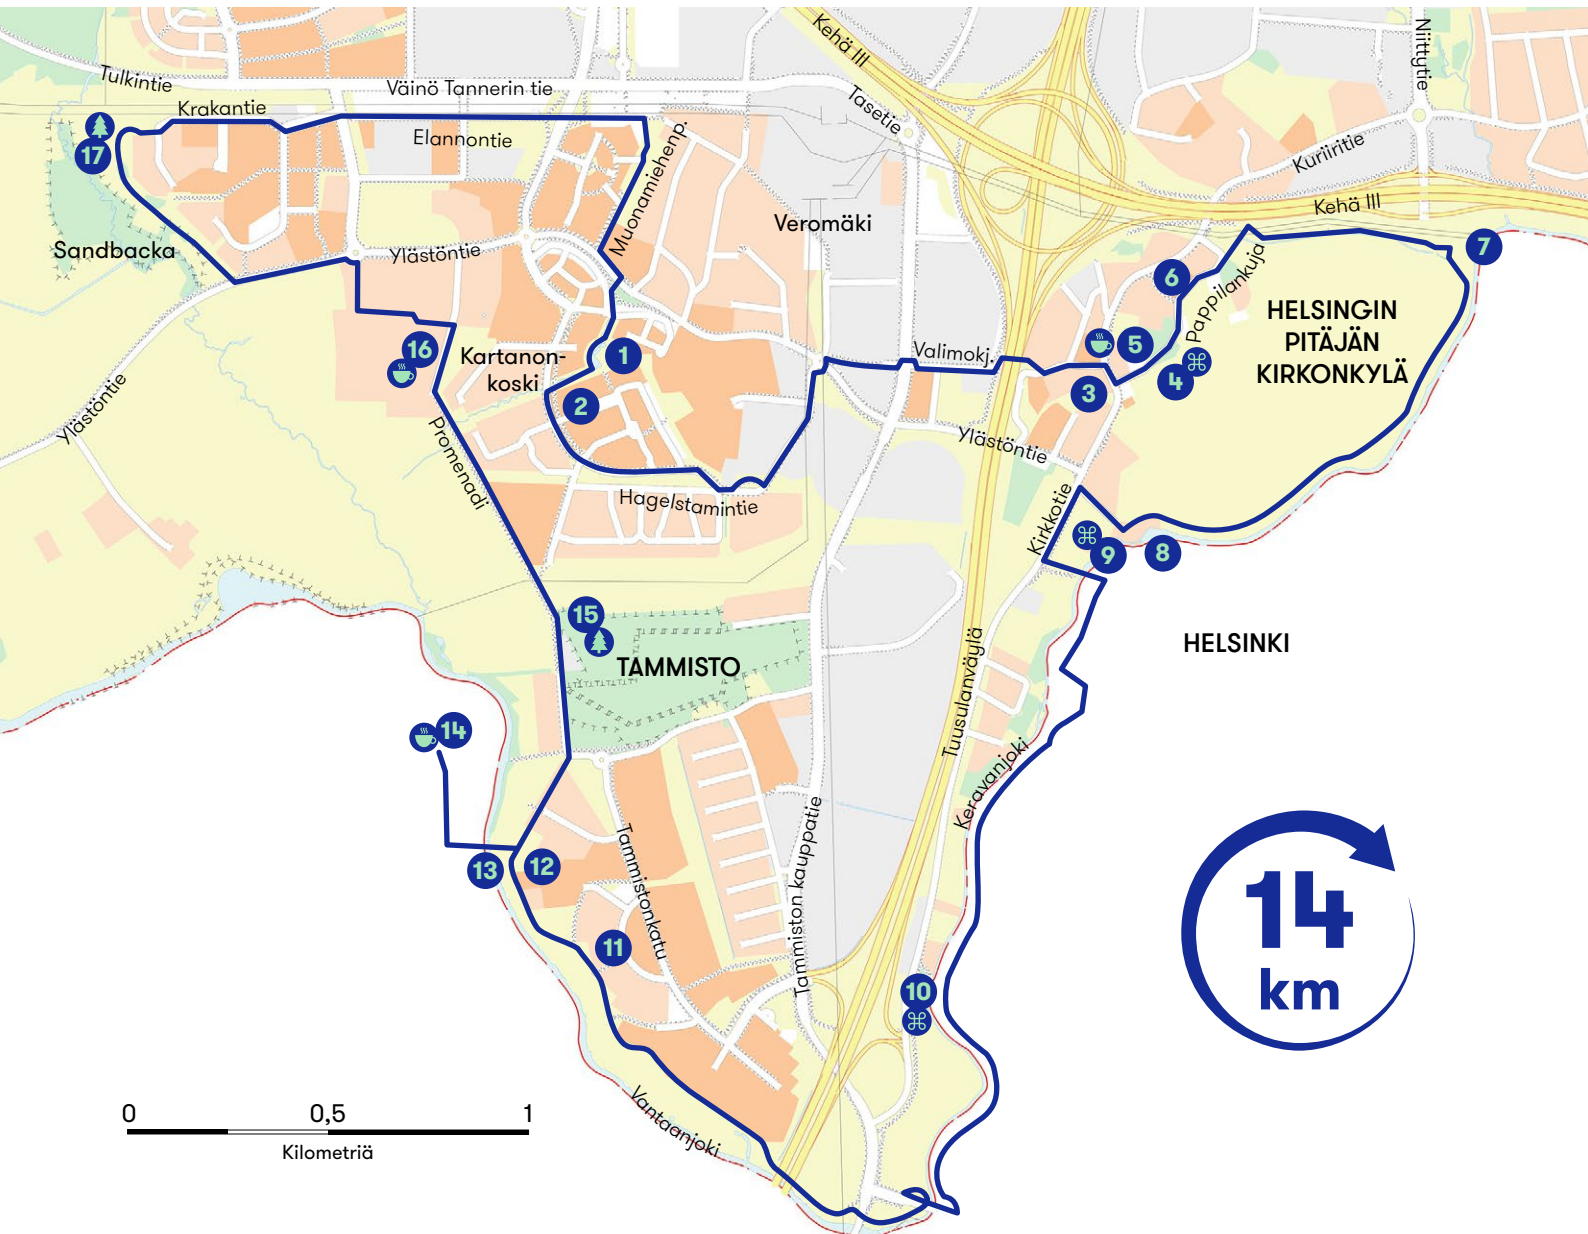 Kehä III
Niittytie
Tulkintie
Väinö Tannerin tie
Krakantie
Tasetie
Elannontie
17
Muonamiehenp.
Kuriiritie
Kehä III
Veromäki
Sandbacka
Ylästöntie
7
6
Pappilankuja
HELSINGIN
PITÄJÄN
KIRKONKYLÄ
16
Kartanon-
koski
1
Valimokj.
5
4
3
2
Ylästöntie
Promenadi
Ylästöntie
Hagelstamintie
Kirkkotie
9
8
15
TAMMISTO
HELSINKI
Tuusulanväylä
14
Keravanjoki
13
12
Tammistonkatu
Tammiston kauppatie
11
10
14
km
0 0,5 1
Kilometriä
Vantaanjoki